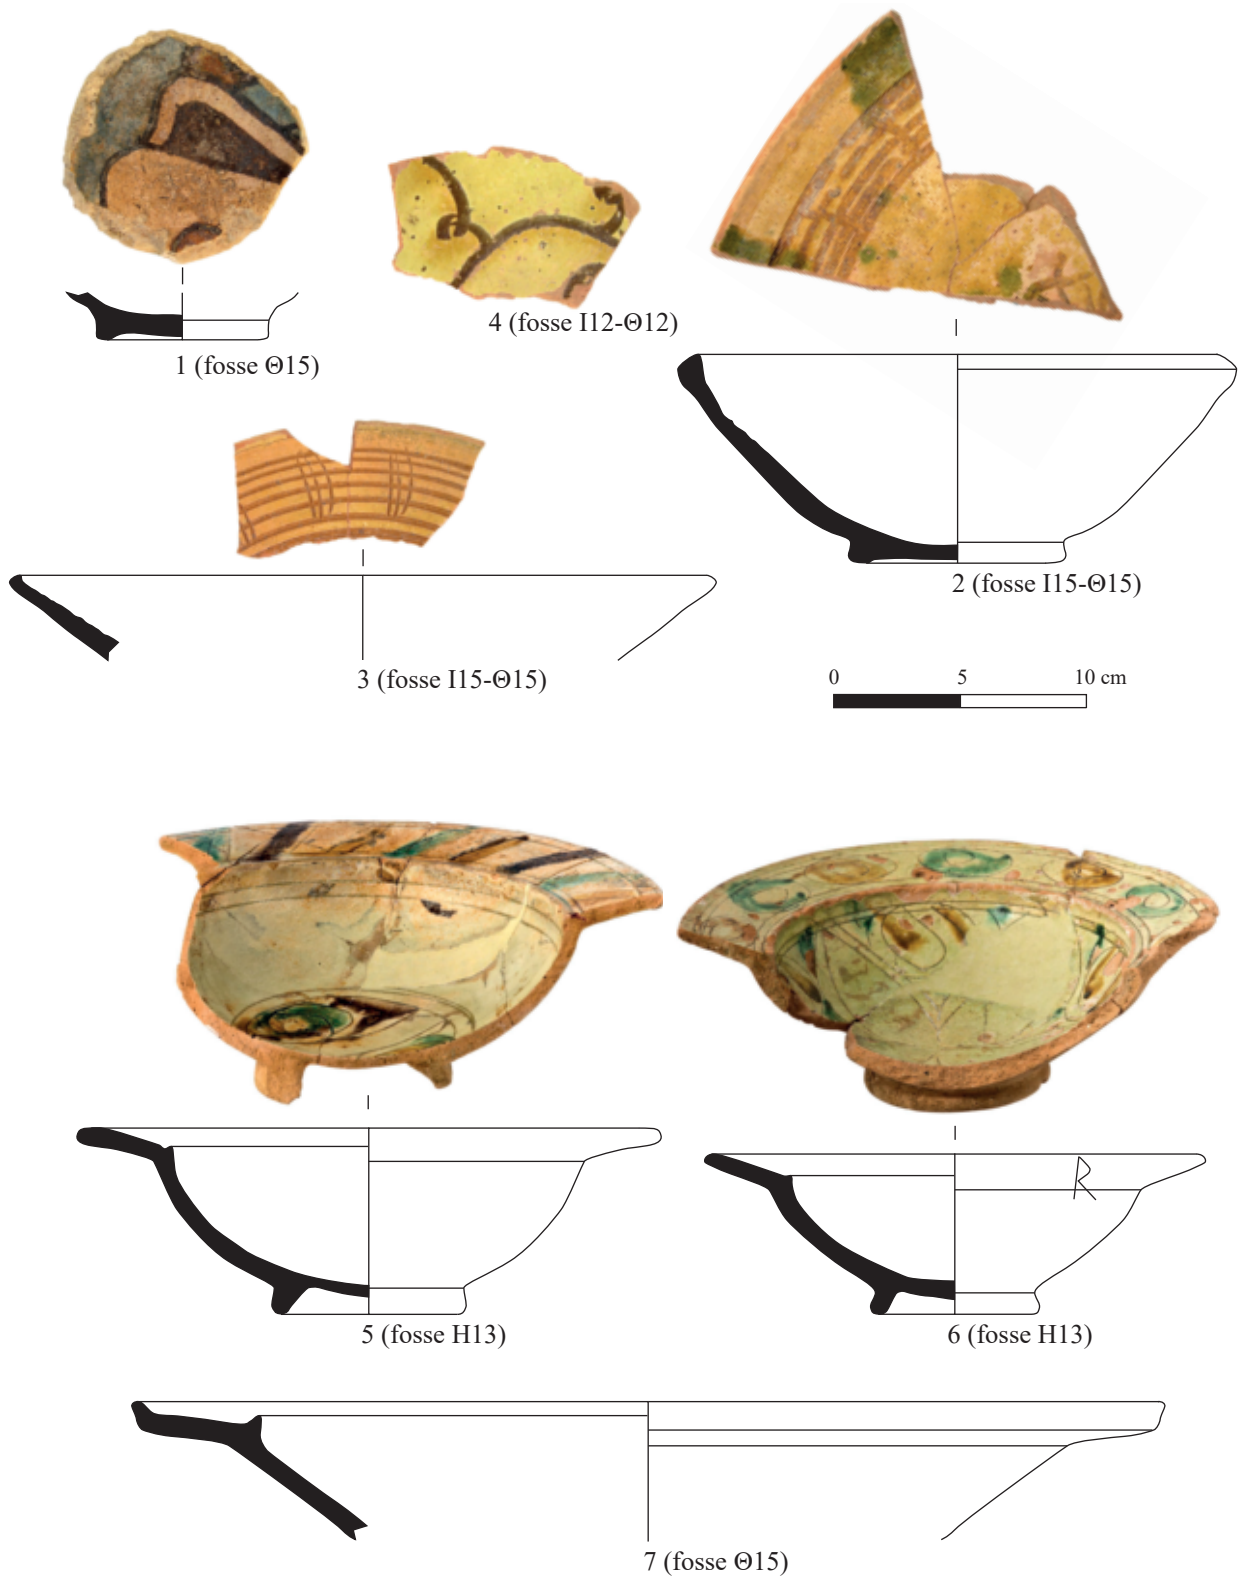 1 (fosse Θ15)
4 (fosse I12-Θ12)
2 (fosse I15-Θ15)
3 (fosse I15-Θ15)
0 5 10 cm
R
5 (fosse H13)
6 (fosse H13)
7 (fosse Θ15)